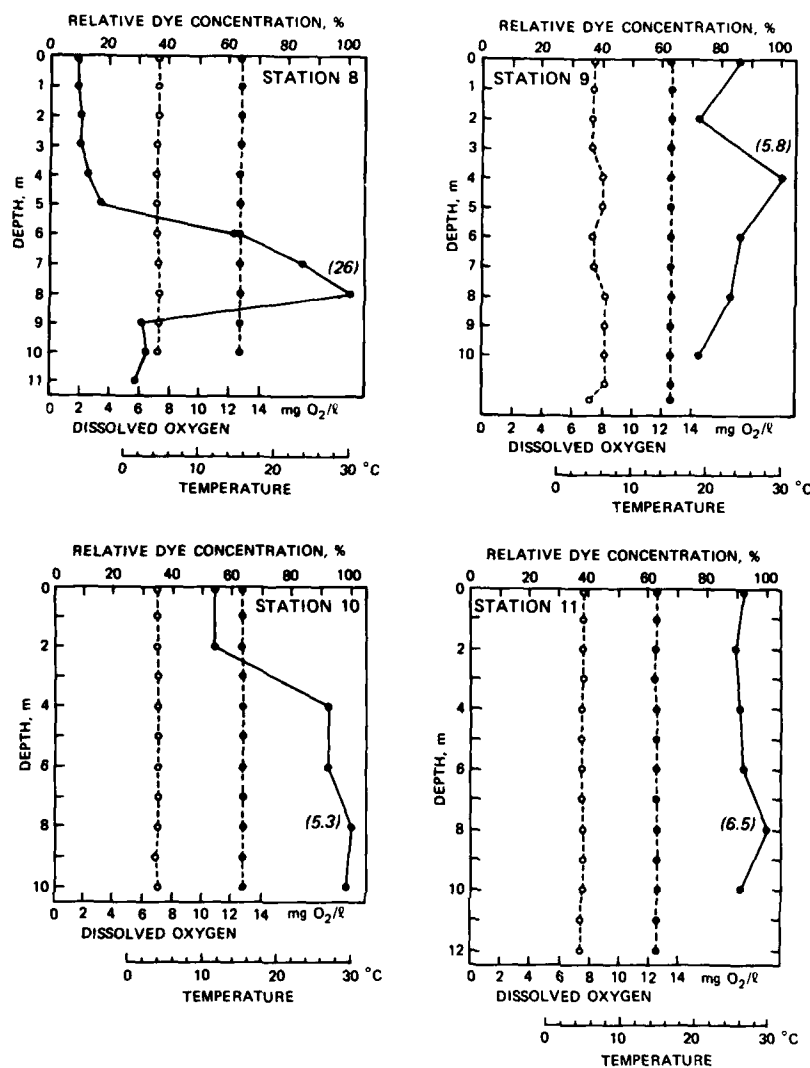 RELATIVE DYE CONCENTRATION, %
0 20 40 60 80 100
STATION 8
DEPTH, m
0
1
2
3
4
5
6
7
8
9
10
11
(26)
0 2 4 6 8 10 12 14 mg O₂/ℓ
DISSOLVED OXYGEN
0 10 20 30 °C
TEMPERATURE
RELATIVE DYE CONCENTRATION, %
0 20 40 60 80 100
STATION 9
DEPTH, m
0
2
4
6
8
10
(5.8)
0 2 4 6 8 10 12 14 mg O₂/ℓ
DISSOLVED OXYGEN
0 10 20 30 °C
TEMPERATURE
RELATIVE DYE CONCENTRATION, %
0 20 40 60 80 100
STATION 10
DEPTH, m
0
2
4
6
8
10
(5.3)
0 2 4 6 8 10 12 14 mg O₂/ℓ
DISSOLVED OXYGEN
0 10 20 30 °C
TEMPERATURE
RELATIVE DYE CONCENTRATION, %
0 20 40 60 80 100
STATION 11
DEPTH, m
0
2
4
6
8
10
12
(6.5)
0 2 4 6 8 10 12 14 mg O₂/ℓ
DISSOLVED OXYGEN
0 10 20 30 °C
TEMPERATURE